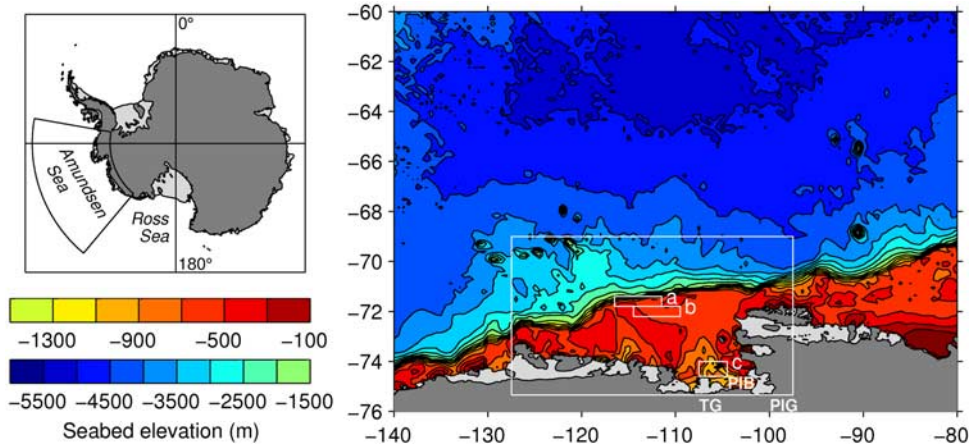 0°
Amundsen
Sea
Ross
Sea
180°
−1300 −900 −500 −100
−5500 −4500 −3500 −2500 −1500
Seabed elevation (m)
−60
−62
−64
−66
−68
−70
−72
−74
−76
a
b
c
PIB
TG PIG
−140 −130 −120 −110 −100 −90 −80